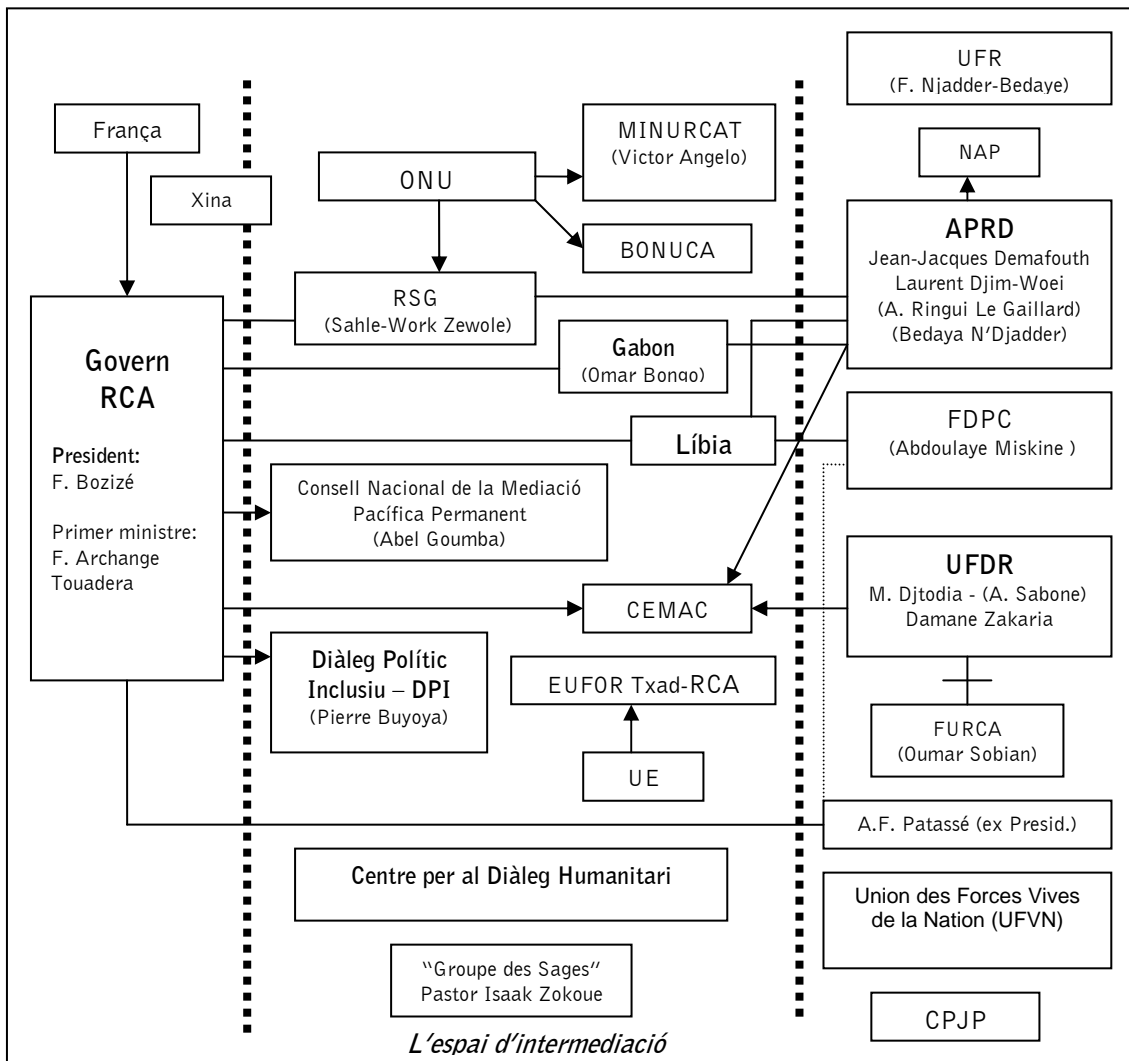 França
Xina
Govern
RCA
President:
F. Bozizé
Primer ministre:
F. Archange
Touadera
ONU
MINURCAT
(Victor Angelo)
BONUCA
RSG
(Sahle-Work Zewole)
Gabon
(Omar Bongo)
Líbia
Consell Nacional de la Mediació
Pacífica Permanent
(Abel Goumba)
CEMAC
Diàleg Polític
Inclusiu – DPI
(Pierre Buyoya)
EUFOR Txad-RCA
UE
Centre per al Diàleg Humanitari
“Groupe des Sages”
Pastor Isaak Zokoue
L’espai d’intermediació
UFR
(F. Njadder-Bedaye)
NAP
APRD
Jean-Jacques Demafouth
Laurent Djim-Woei
(A. Ringui Le Gaillard)
(Bedaya N’Djadder)
FDPC
(Abdoulaye Miskine )
UFDR
M. Djtodia - (A. Sabone)
Damane Zakaria
FURCA
(Oumar Sobian)
A.F. Patassé (ex Presid.)
Union des Forces Vives
de la Nation (UFVN)
CPJP